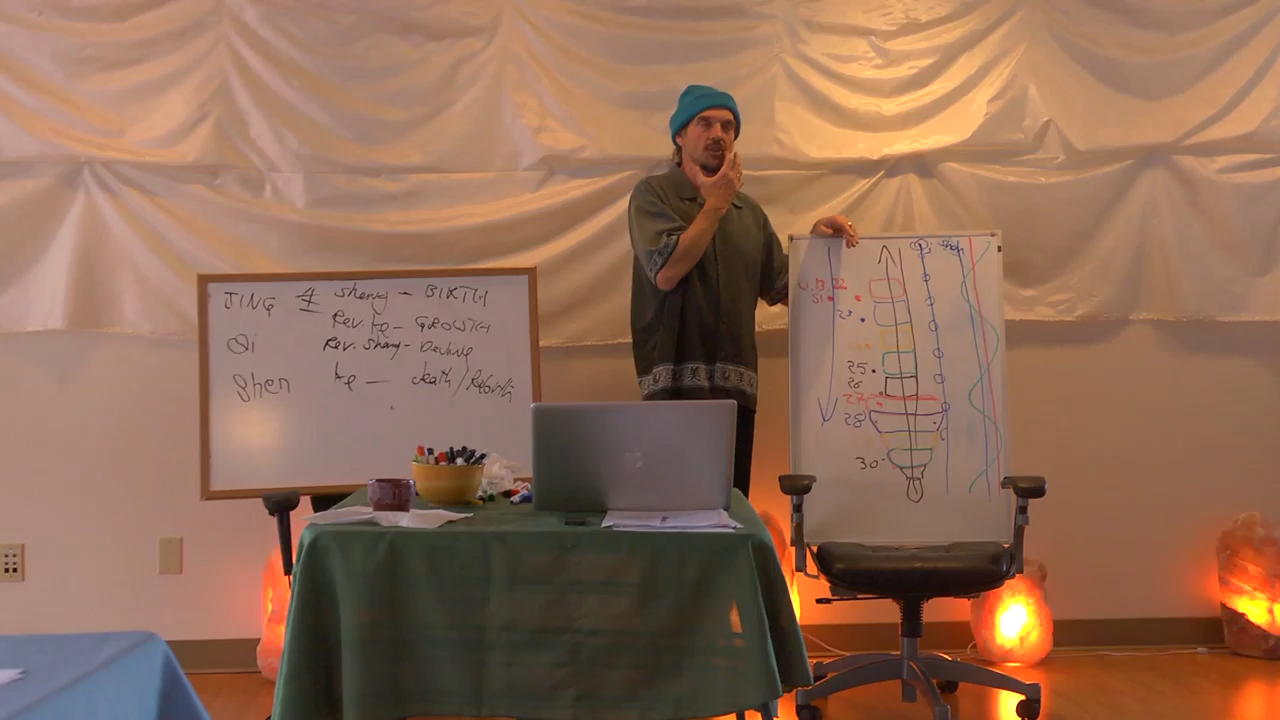 JING 4 Sheng - BIRTH
Rev. Ke - GROWTH
Qi Rev. Sheng - Decline
Shen Ke - death/Rebirth
25
26
27
28
30